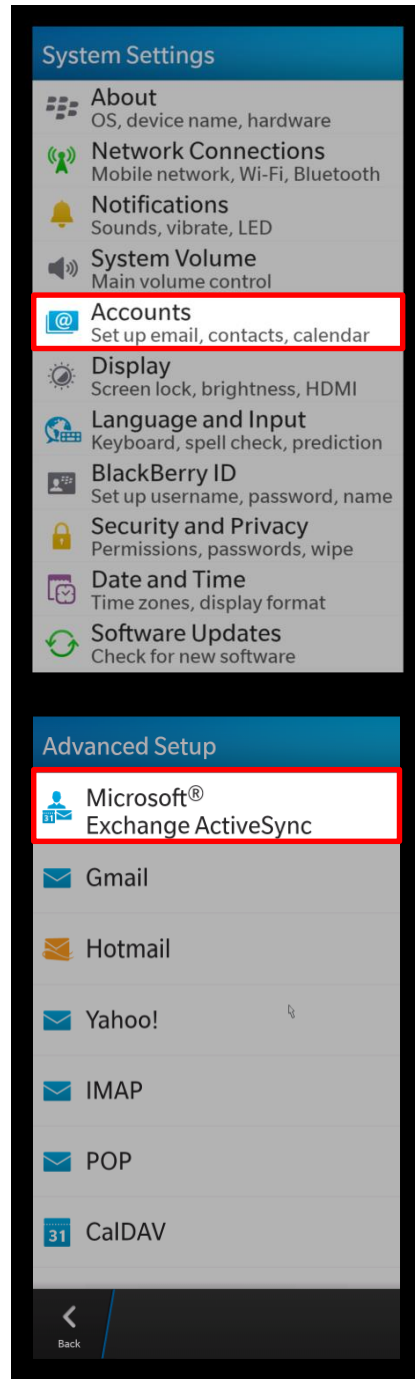 System Settings
About
OS, device name, hardware
Network Connections
Mobile network, Wi-Fi, Bluetooth
Notifications
Sounds, vibrate, LED
System Volume
Main volume control
Accounts
Set up email, contacts, calendar
Display
Screen lock, brightness, HDMI
Language and Input
Keyboard, spell check, prediction
BlackBerry ID
Set up username, password, name
Security and Privacy
Permissions, passwords, wipe
Date and Time
Time zones, display format
Software Updates
Check for new software
Advanced Setup
31
Microsoft®
Exchange ActiveSync
Gmail
Hotmail
Yahoo!
IMAP
POP
31 CalDAV
Back